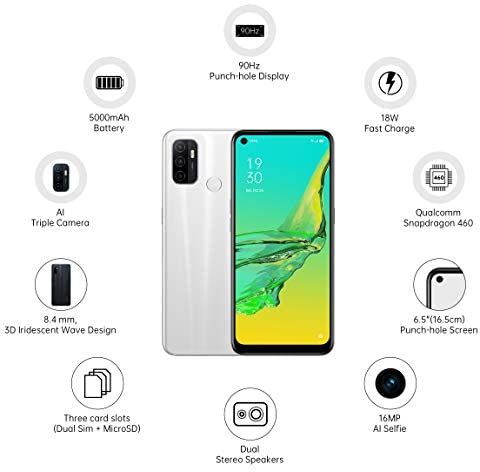 90Hz
90Hz
Punch-hole Display
5000mAh
Battery
18W
Fast Charge
AI
Triple Camera
19
30
460
Qualcomm
Snapdragon 460
8.4 mm,
3D Iridescent Wave Design
6.5"(16.5cm)
Punch-hole Screen
Three card slots
(Dual Sim + MicroSD)
Dual
Stereo Speakers
16MP
AI Selfie